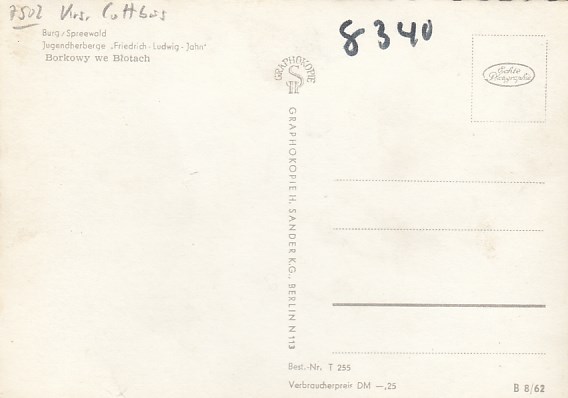 7502 Krs. Cottbus
8340
Burg/Spreewald
Jugendherberge „Friedrich-Ludwig-Jahn"
Borkowy we Błotach
Echte Photographie
GRAPHOKOPIE
H S
GRAPHOKOPIE H. SANDER K.G., BERLIN N 113
Best.-Nr. T 255
Verbraucherpreis DM —,25
B 8/62